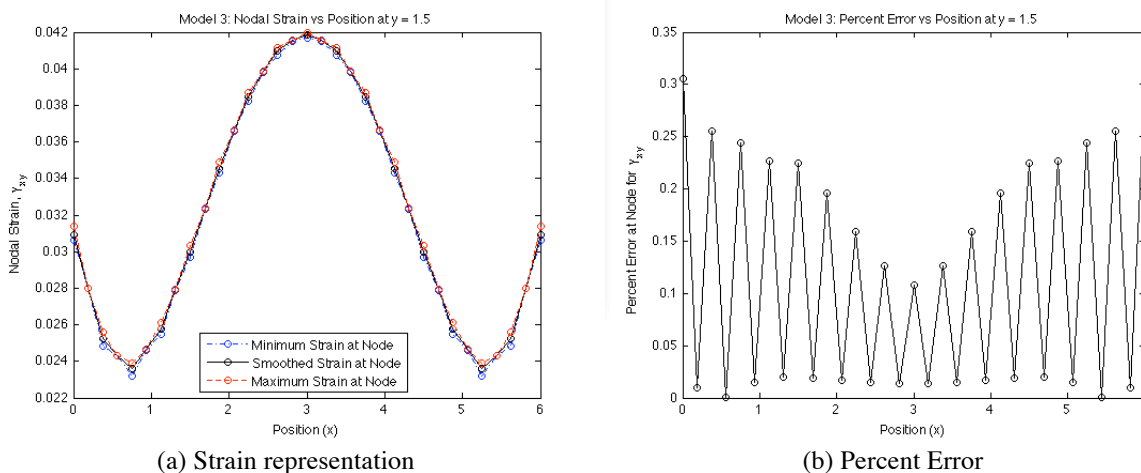 Model 3: Nodal Strain vs Position at y = 1.5
0.042
0.04
0.038
0.036
0.034
0.032
0.03
0.028
0.026
0.024
0.022
Nodal Strain, γxy
Minimum Strain at Node
Smoothed Strain at Node
Maximum Strain at Node
0 1 2 3 4 5 6
Position (x)
(a) Strain representation
Model 3: Percent Error vs Position at y = 1.5
0.35
0.3
0.25
0.2
0.15
0.1
0.05
0
Percent Error at Node for γxy
0 1 2 3 4 5
Position (x)
(b) Percent Error